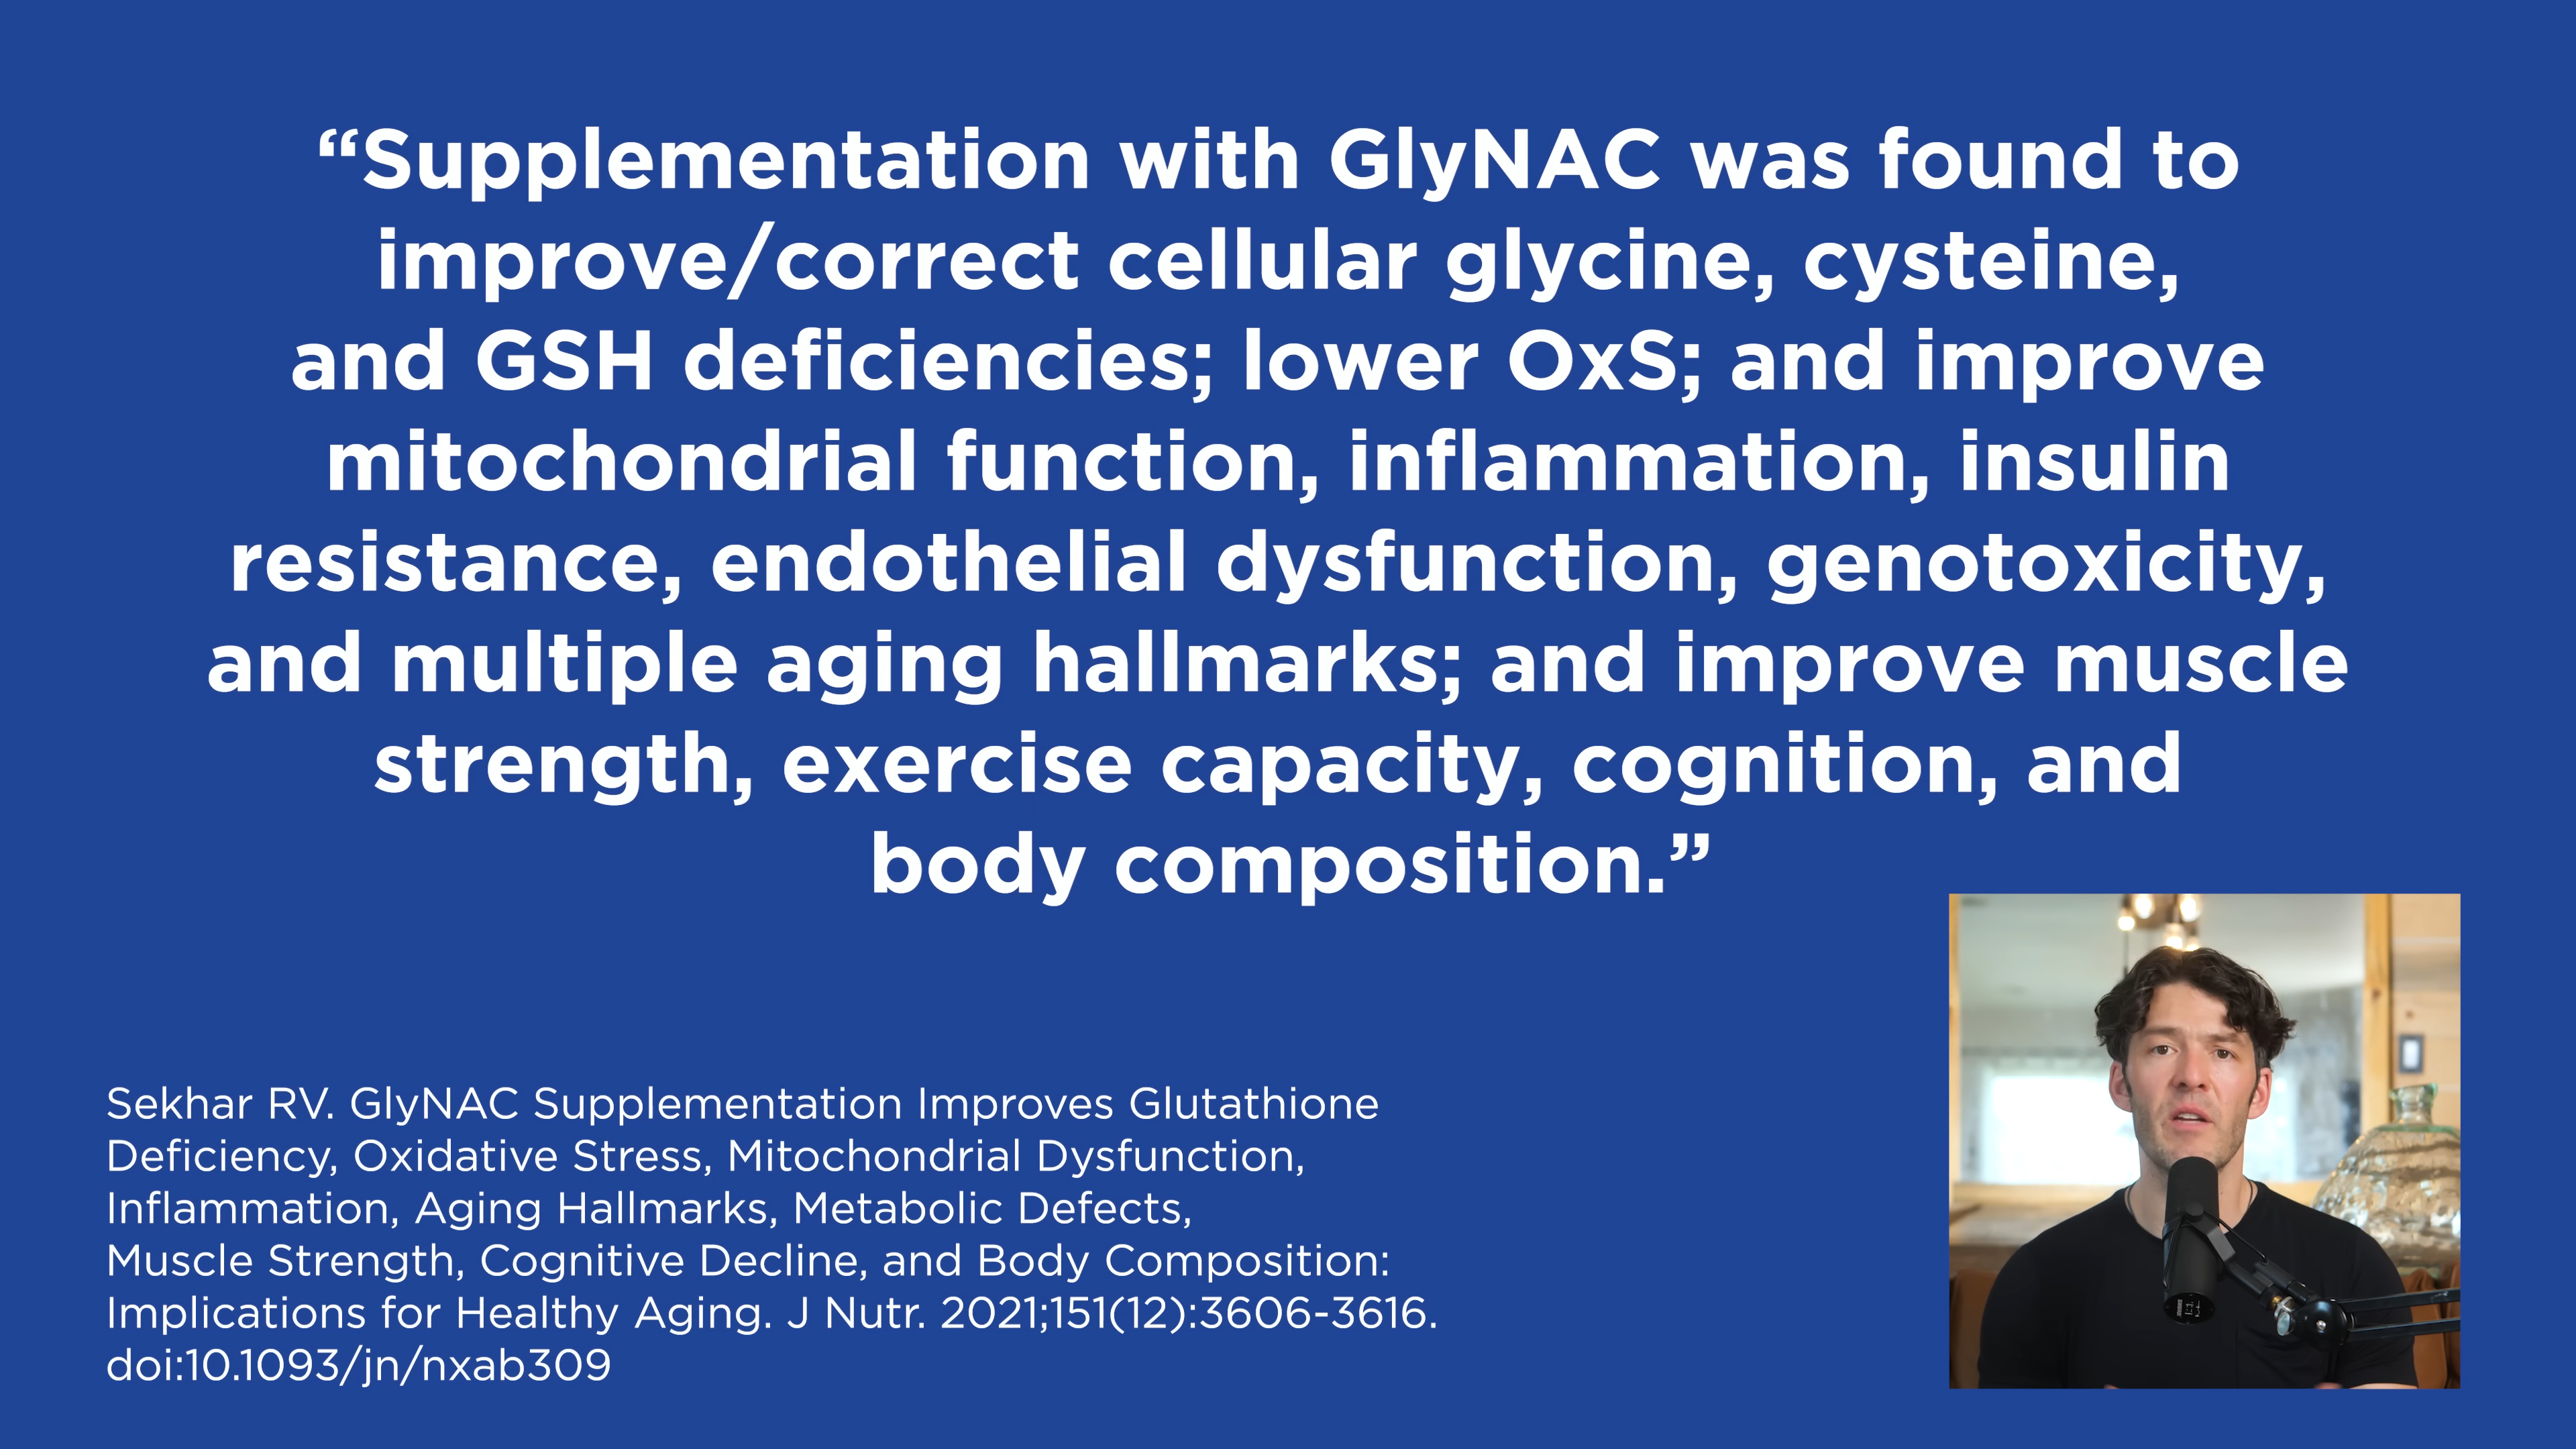 “Supplementation with GlyNAC was found to
improve/correct cellular glycine, cysteine,
and GSH deficiencies; lower OxS; and improve
mitochondrial function, inflammation, insulin
resistance, endothelial dysfunction, genotoxicity,
and multiple aging hallmarks; and improve muscle
strength, exercise capacity, cognition, and
body composition.”
Sekhar RV. GlyNAC Supplementation Improves Glutathione
Deficiency, Oxidative Stress, Mitochondrial Dysfunction,
Inflammation, Aging Hallmarks, Metabolic Defects,
Muscle Strength, Cognitive Decline, and Body Composition:
Implications for Healthy Aging. J Nutr. 2021;151(12):3606-3616.
doi:10.1093/jn/nxab309